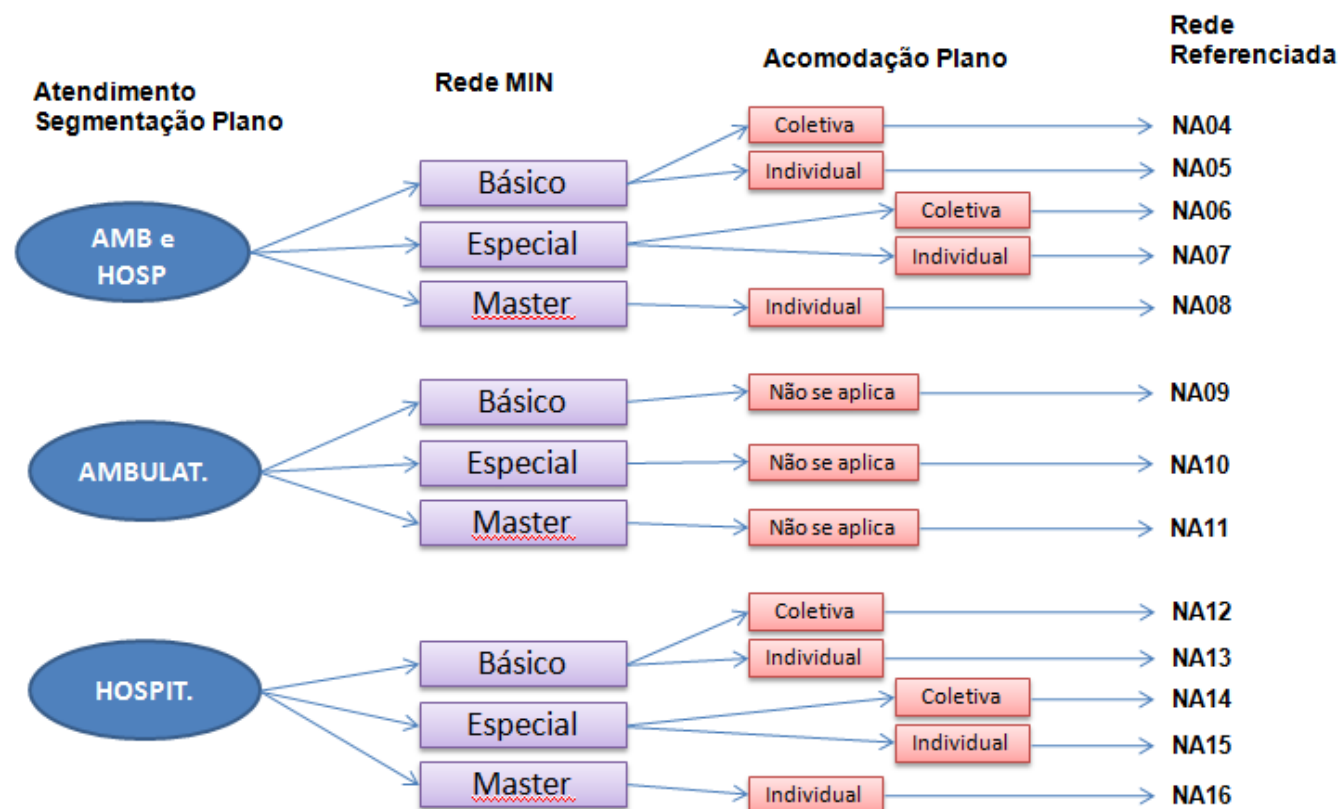 Atendimento
Segmentação Plano
Rede MIN
Acomodação Plano
Rede
Referenciada
AMB e
HOSP
Básico
Coletiva
NA04
Individual
NA05
Especial
Coletiva
NA06
Individual
NA07
Master
Individual
NA08
AMBULAT.
Básico
Não se aplica
NA09
Especial
Não se aplica
NA10
Master
Não se aplica
NA11
HOSPIT.
Básico
Coletiva
NA12
Individual
NA13
Especial
Coletiva
NA14
Individual
NA15
Master
Individual
NA16